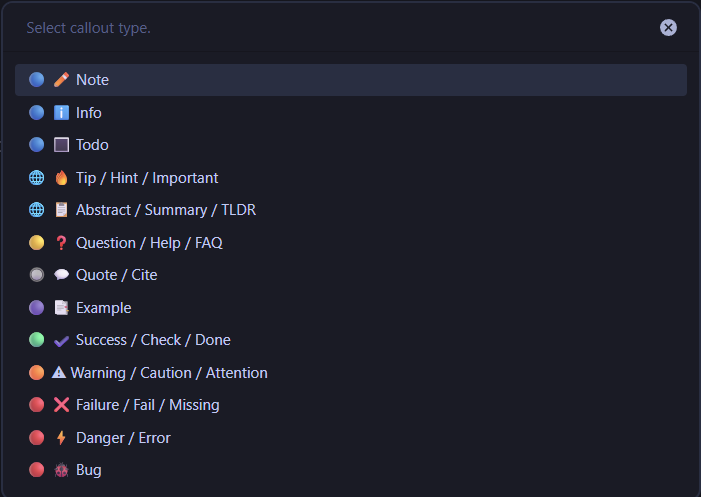 Select callout type.
Note
Info
Todo
Tip / Hint / Important
Abstract / Summary / TLDR
Question / Help / FAQ
Quote / Cite
Example
Success / Check / Done
Warning / Caution / Attention
Failure / Fail / Missing
Danger / Error
Bug